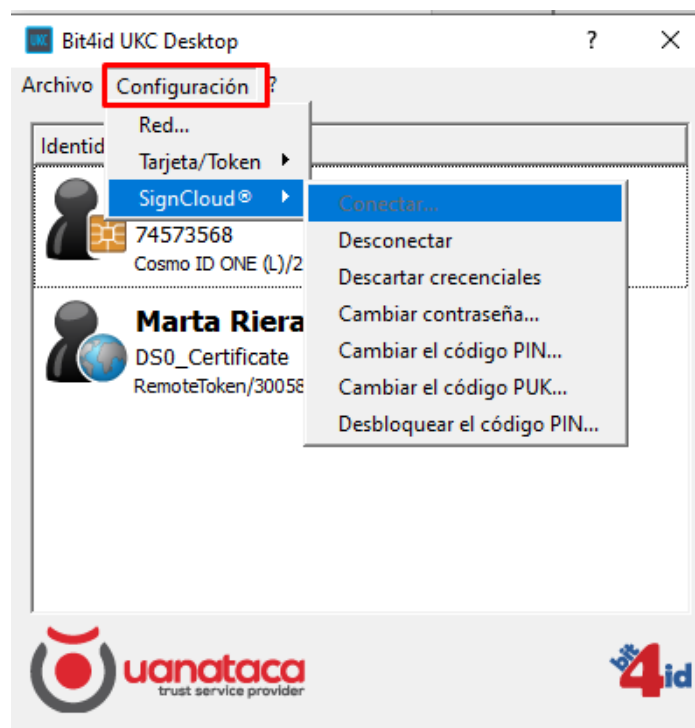 UKC Bit4id UKC Desktop ?
Archivo Configuración ?
Red...
Identid
Tarjeta/Token
SignCloud®
Conectar...
74573568
Desconectar
Cosmo ID ONE (L)/2
Descartar crecenciales
Marta Riera
Cambiar contraseña...
DS0_Certificate
Cambiar el código PIN...
RemoteToken/30058
Cambiar el código PUK...
Desbloquear el código PIN...
uanataca
trust service provider
bit4id